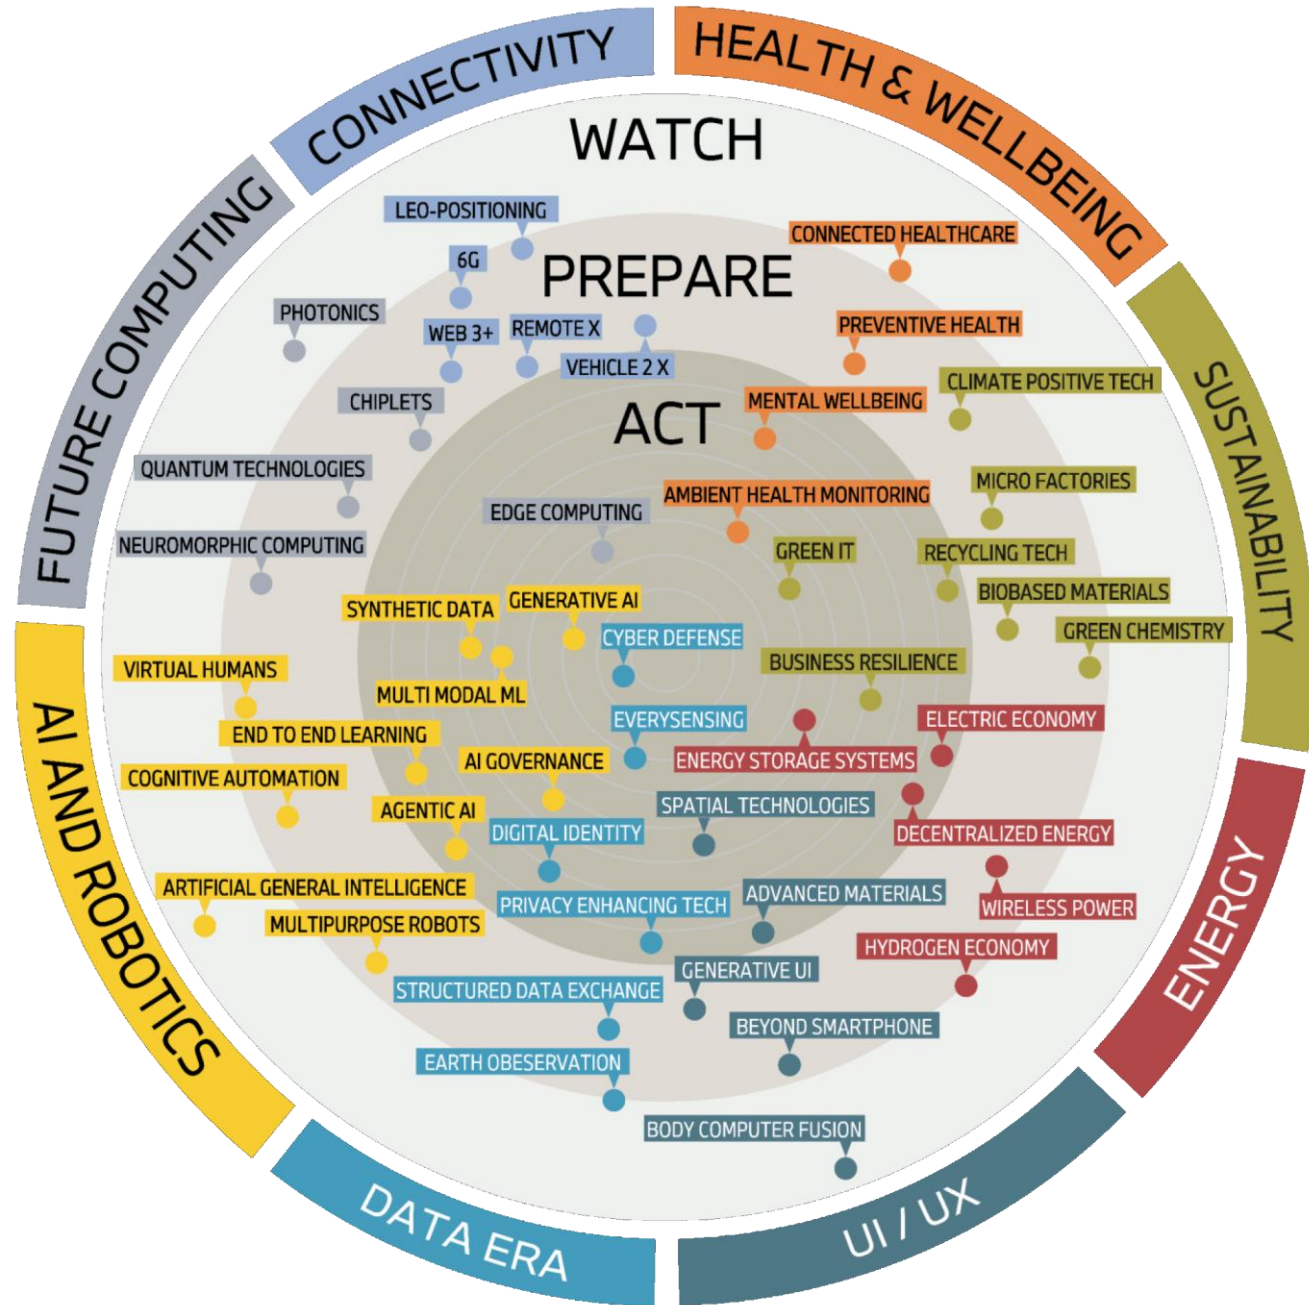 CONNECTIVITY
HEALTH & WELLBEING
FUTURE COMPUTING
SUSTAINABILITY
AI AND ROBOTICS
ENERGY
DATA ERA
UI / UX
WATCH
PREPARE
ACT
LEO-POSITIONING
6G
WEB 3+
REMOTE X
VEHICLE 2 X
CONNECTED HEALTHCARE
PREVENTIVE HEALTH
MENTAL WELLBEING
AMBIENT HEALTH MONITORING
PHOTONICS
CHIPLETS
QUANTUM TECHNOLOGIES
EDGE COMPUTING
NEUROMORPHIC COMPUTING
CLIMATE POSITIVE TECH
MICRO FACTORIES
GREEN IT
RECYCLING TECH
BIOBASED MATERIALS
GREEN CHEMISTRY
BUSINESS RESILIENCE
SYNTHETIC DATA
GENERATIVE AI
MULTI MODAL ML
VIRTUAL HUMANS
END TO END LEARNING
AI GOVERNANCE
COGNITIVE AUTOMATION
AGENTIC AI
ARTIFICIAL GENERAL INTELLIGENCE
MULTIPURPOSE ROBOTS
CYBER DEFENSE
EVERYSENSING
DIGITAL IDENTITY
PRIVACY ENHANCING TECH
STRUCTURED DATA EXCHANGE
EARTH OBESERVATION
ELECTRIC ECONOMY
ENERGY STORAGE SYSTEMS
DECENTRALIZED ENERGY
WIRELESS POWER
HYDROGEN ECONOMY
SPATIAL TECHNOLOGIES
ADVANCED MATERIALS
GENERATIVE UI
BEYOND SMARTPHONE
BODY COMPUTER FUSION